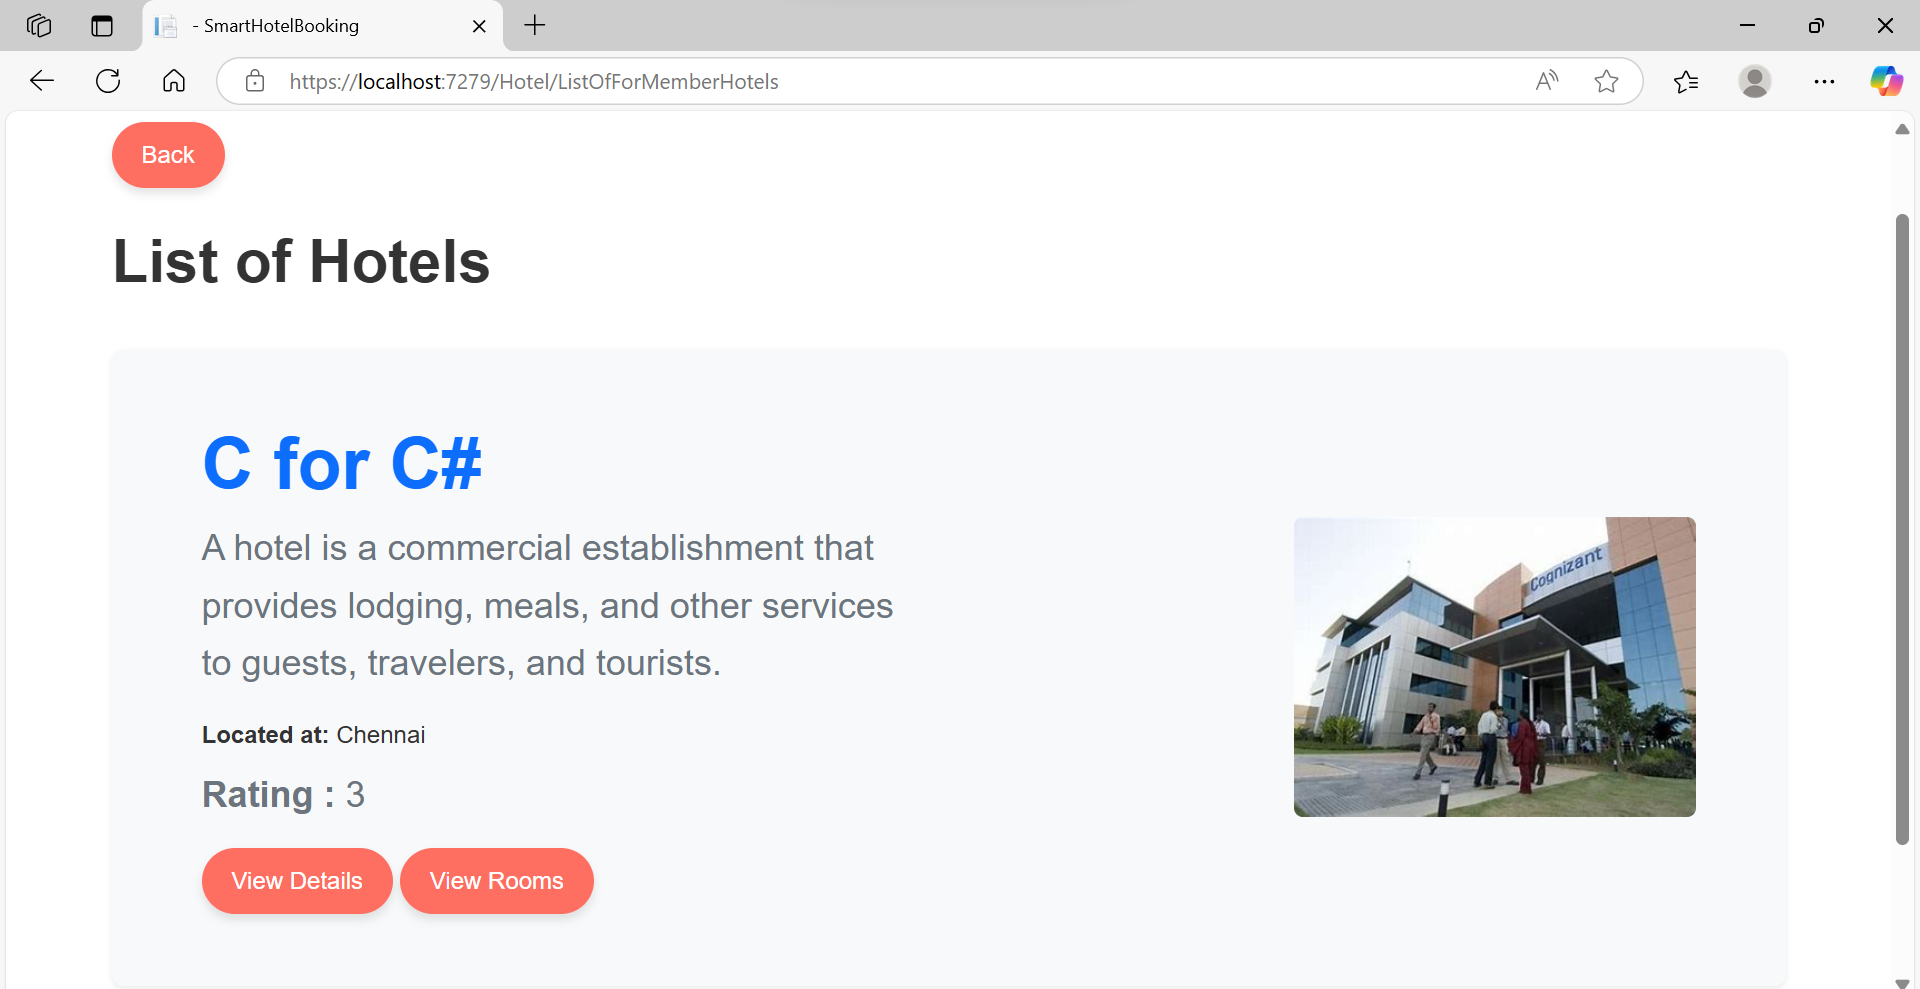 - SmartHotelBooking
https://localhost:7279/Hotel/ListOfForMemberHotels
Back
List of Hotels
C for C#
A hotel is a commercial establishment that
provides lodging, meals, and other services
to guests, travelers, and tourists.
Cognizant
Located at: Chennai
Rating : 3
View Details View Rooms